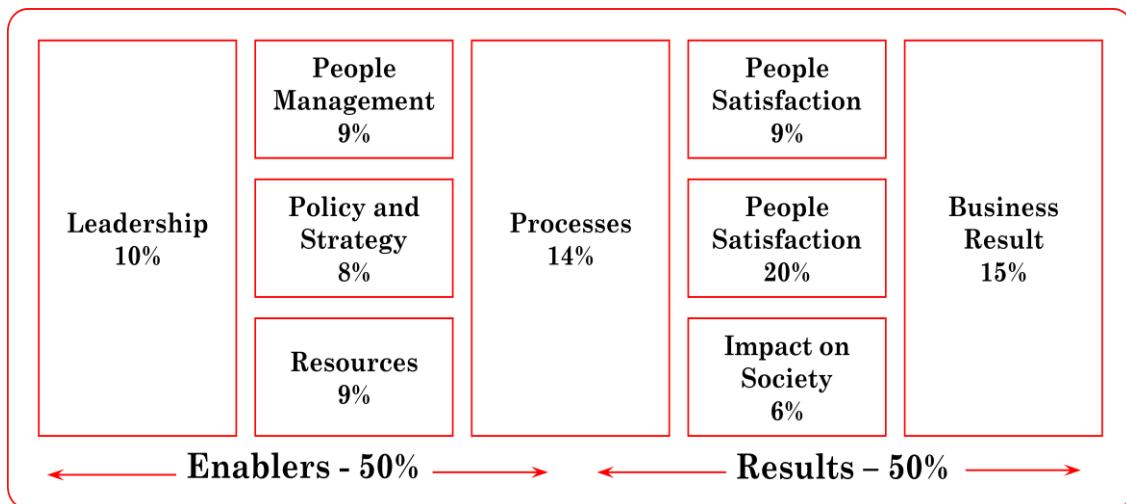 Leadership
10%
People
Management
9%
Policy and
Strategy
8%
Resources
9%
Processes
14%
People
Satisfaction
9%
People
Satisfaction
20%
Impact on
Society
6%
Business
Result
15%
Enablers - 50%
Results – 50%